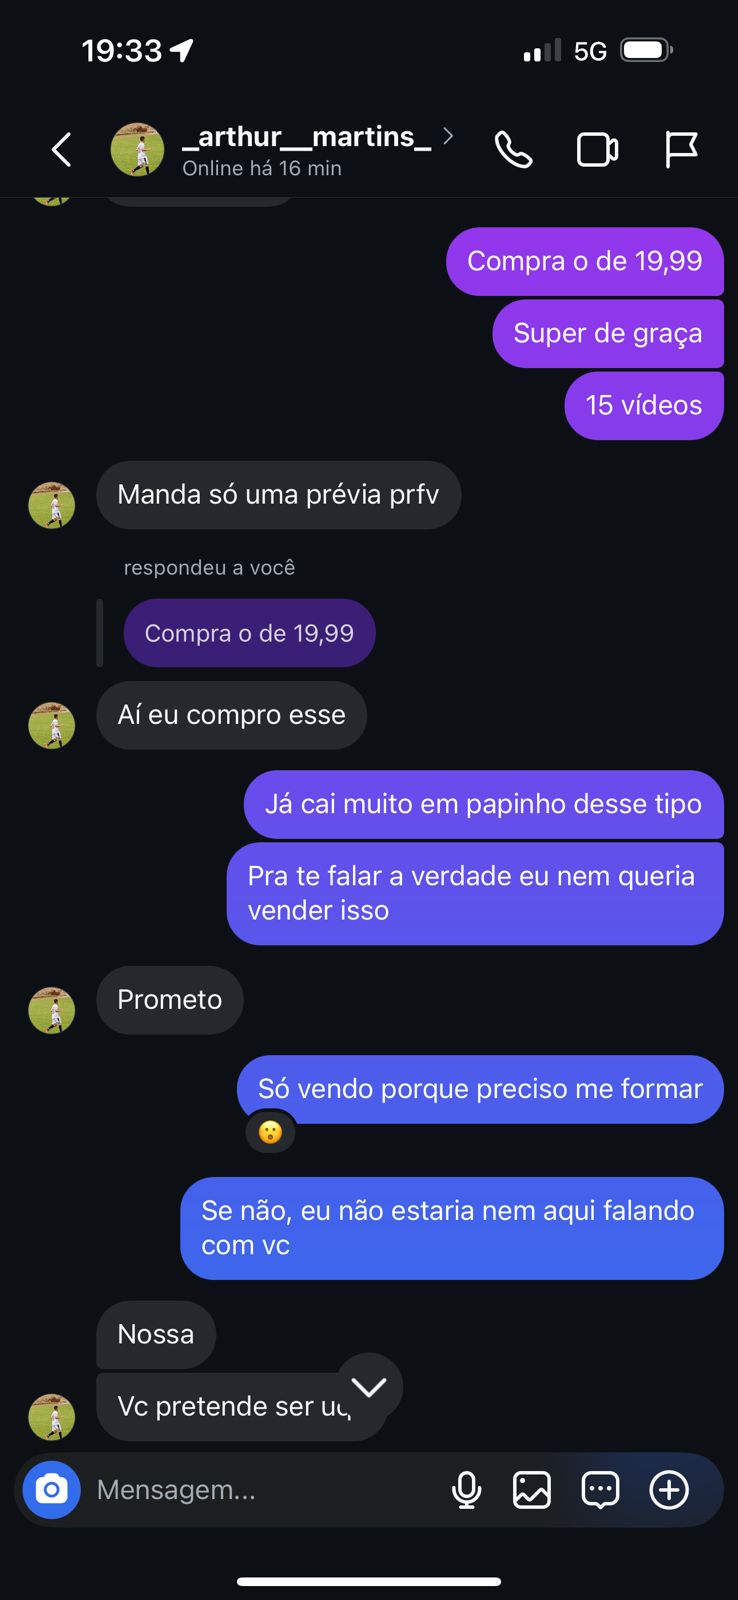 19:33
5G
_arthur__martins_
Online há 16 min
Compra o de 19,99
Super de graça
15 vídeos
Manda só uma prévia prfv
respondeu a você
Compra o de 19,99
Aí eu compro esse
Já cai muito em papinho desse tipo
Pra te falar a verdade eu nem queria
vender isso
Prometo
Só vendo porque preciso me formar
Se não, eu não estaria nem aqui falando
com vc
Nossa
Vc pretende ser
Mensagem...